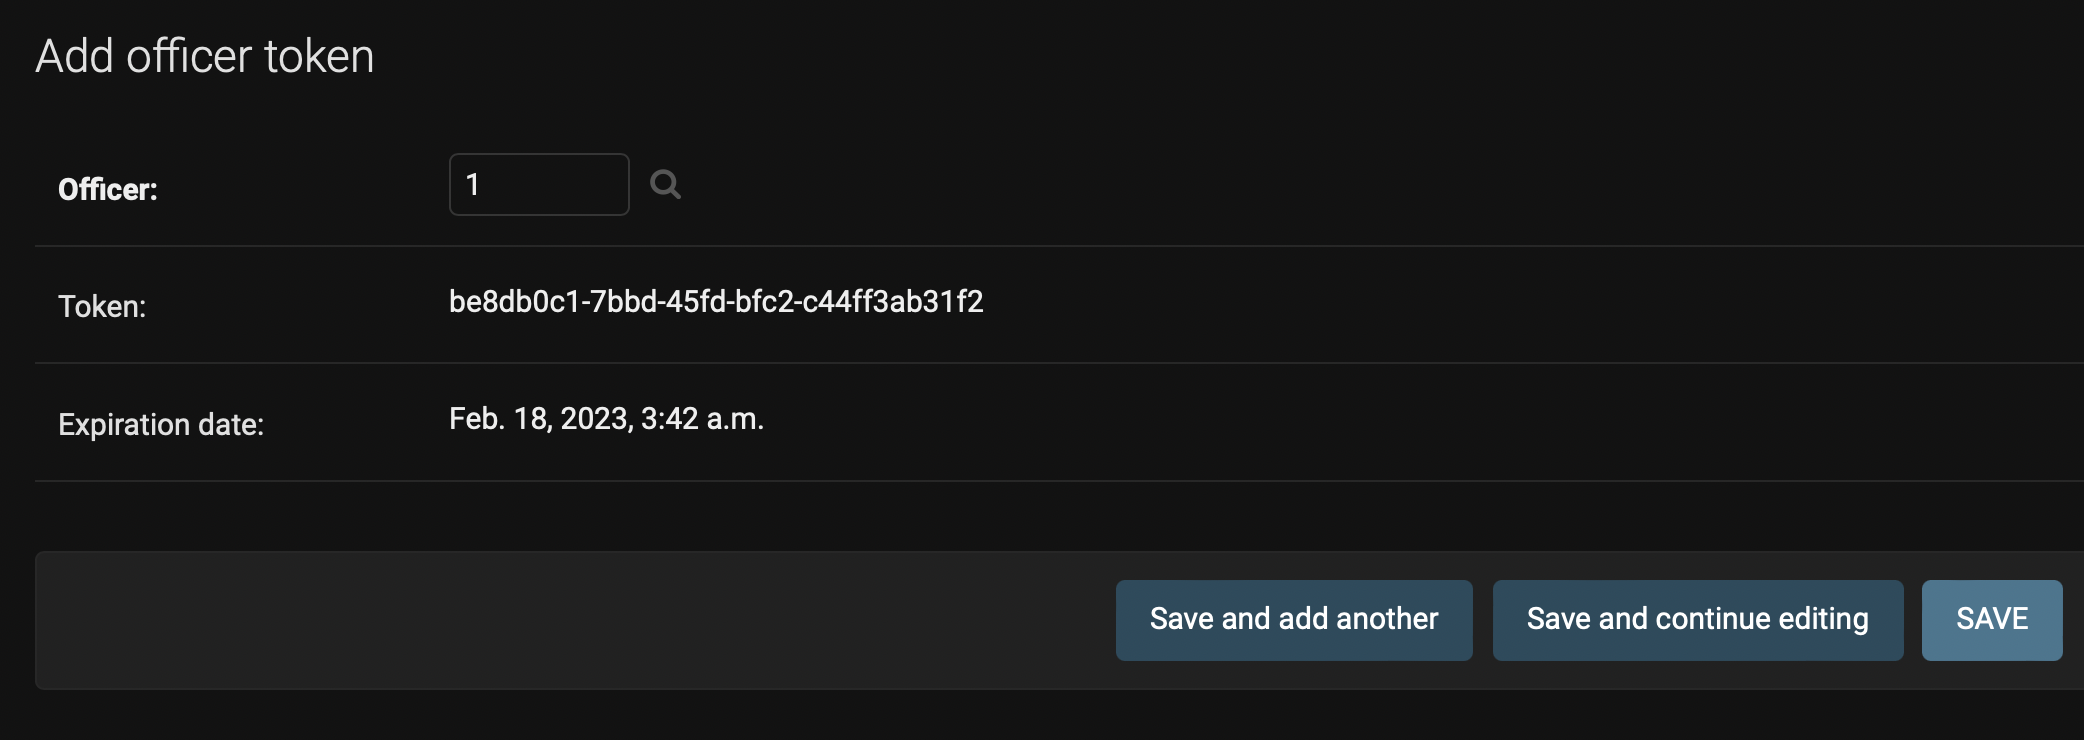 Add officer token
Officer: 1
Token: be8db0c1-7bbd-45fd-bfc2-c44ff3ab31f2
Expiration date: Feb. 18, 2023, 3:42 a.m.
Save and add another Save and continue editing SAVE